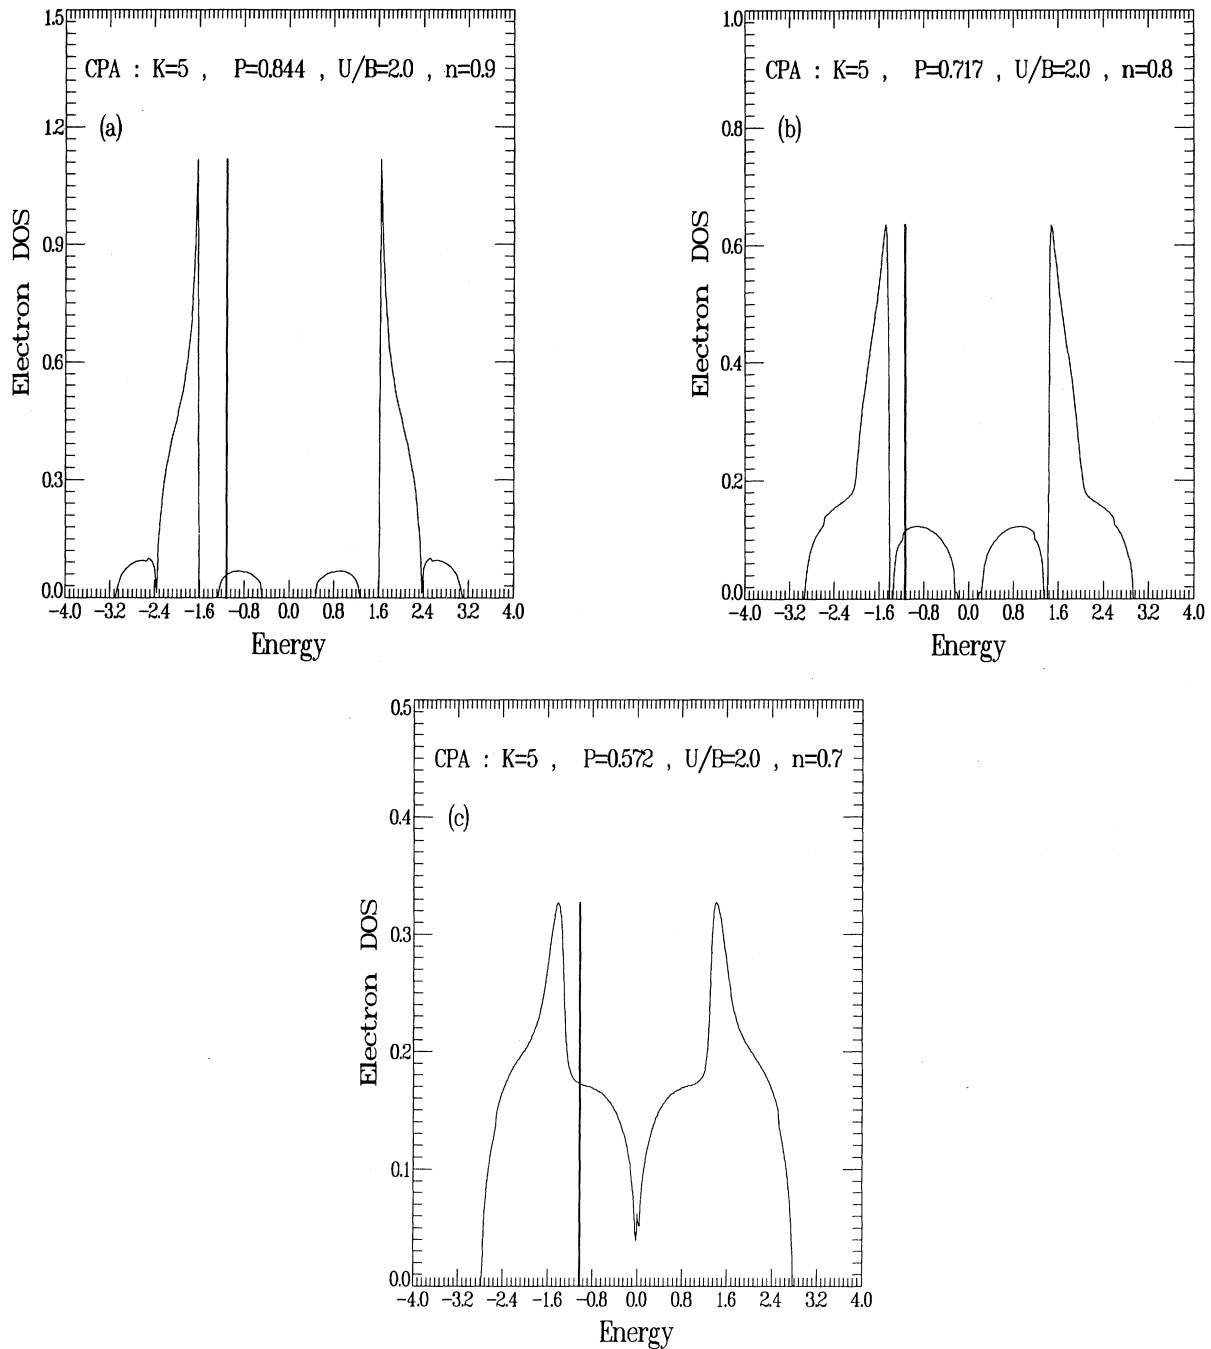 CPA : K=5 , P=0.844 , U/B=2.0 , n=0.9
(a)
Electron DOS
1.5
1.2
0.9
0.6
0.3
0.0
-4.0 -3.2 -2.4 -1.6 -0.8 0.0 0.8 1.6 2.4 3.2 4.0
Energy
CPA : K=5 , P=0.717 , U/B=2.0 , n=0.8
(b)
Electron DOS
1.0
0.8
0.6
0.4
0.2
0.0
-4.0 -3.2 -2.4 -1.6 -0.8 0.0 0.8 1.6 2.4 3.2 4.0
Energy
CPA : K=5 , P=0.572 , U/B=2.0 , n=0.7
(c)
Electron DOS
0.5
0.4
0.3
0.2
0.1
0.0
-4.0 -3.2 -2.4 -1.6 -0.8 0.0 0.8 1.6 2.4 3.2 4.0
Energy